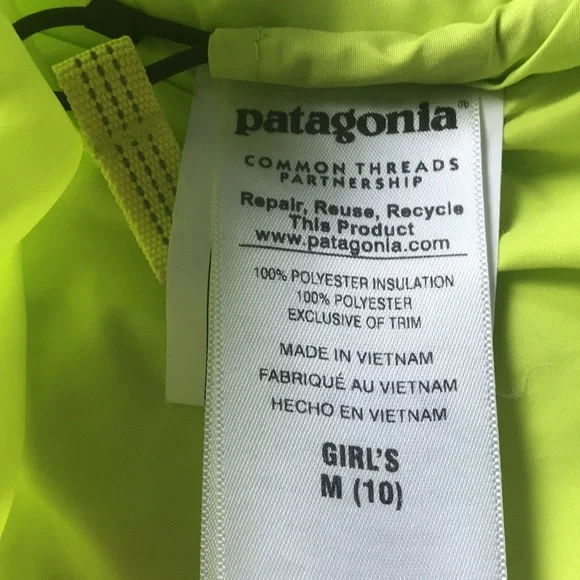 patagonia®
COMMON THREADS
PARTNERSHIP
Repair, Reuse, Recycle
This Product
www.patagonia.com
100% POLYESTER INSULATION
100% POLYESTER
EXCLUSIVE OF TRIM
MADE IN VIETNAM
FABRIQUÉ AU VIETNAM
HECHO EN VIETNAM
GIRL'S
M (10)